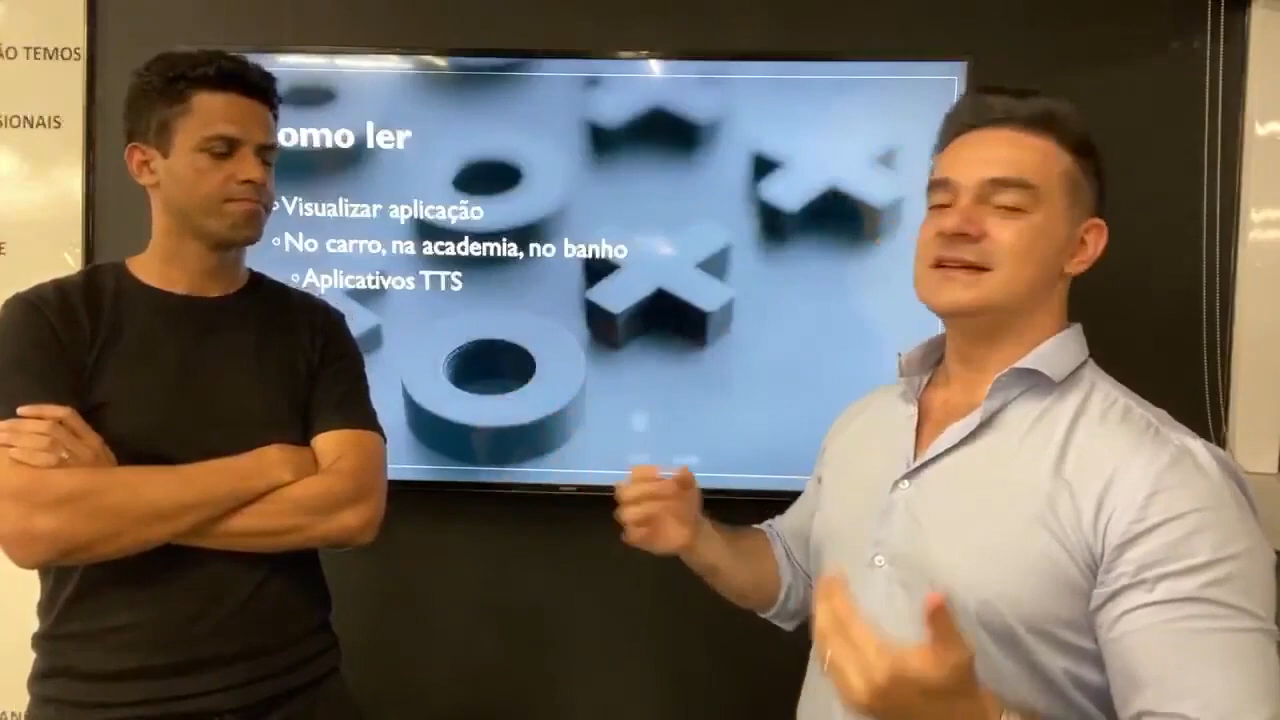 ÃO TEMOS
SIONAIS
E
omo ler
Visualizar aplicação
No carro, na academia, no banho
Aplicativos TTS